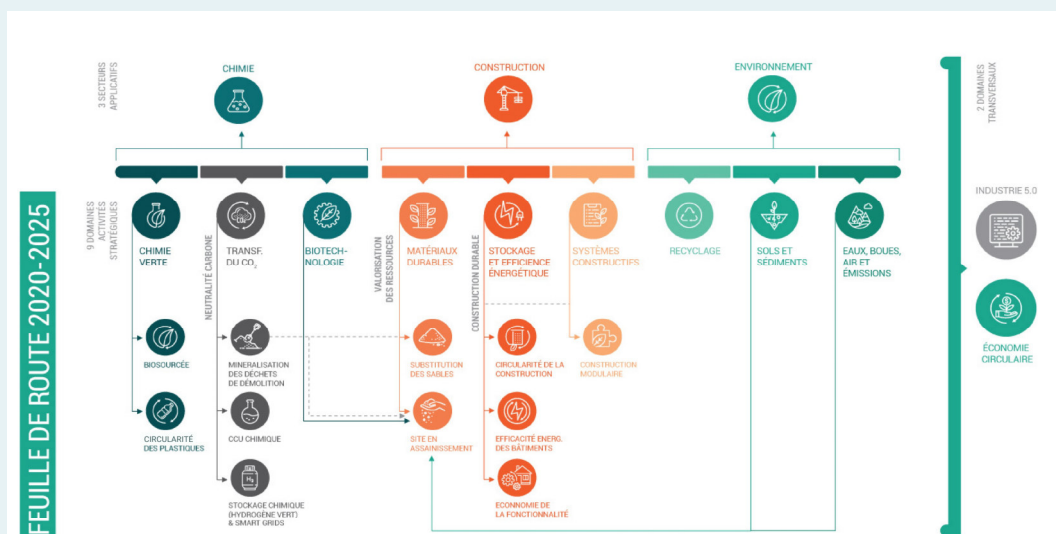 FEUILLE DE ROUTE 2020-2025
3 SECTEURS
APPLICATIFS
CHIMIE
CONSTRUCTION
ENVIRONNEMENT
2 DOMAINES
TRANSVERSAUX
9 DOMAINES
ACTIVITÉS
STRATÉGIQUES
CHIMIE
VERTE
NEUTRALITÉ CARBONE
TRANSF.
DU CO2
BIOTECH-
NOLOGIE
VALORISATION
DES RESSOURCES
MATÉRIAUX
DURABLES
CONSTRUCTION DURABLE
STOCKAGE
ET EFFICIENCE
ÉNERGÉTIQUE
SYSTÈMES
CONSTRUCTIFS
RECYCLAGE
SOLS ET
SÉDIMENTS
EAUX, BOUES,
AIR ET
ÉMISSIONS
INDUSTRIE 5.0
ÉCONOMIE
CIRCULAIRE
BIOSOURCÉE
MINERALISATION
DES DÉCHETS
DE DÉMOLITION
SUBSTITUTION
DES SABLES
CIRCULARITÉ DE LA
CONSTRUCTION
CONSTRUCTION
MODULAIRE
CIRCULARITÉ
DES PLASTIQUES
CCU CHIMIQUE
SITE EN
ASSAINISSEMENT
EFFICACITÉ ENERG.
DES BÂTIMENTS
H2
STOCKAGE CHIMIQUE
(HYDROGÈNE VERT)
& SMART GRIDS
ECONNOMIE DE
LA FONCTIONNALITÉ